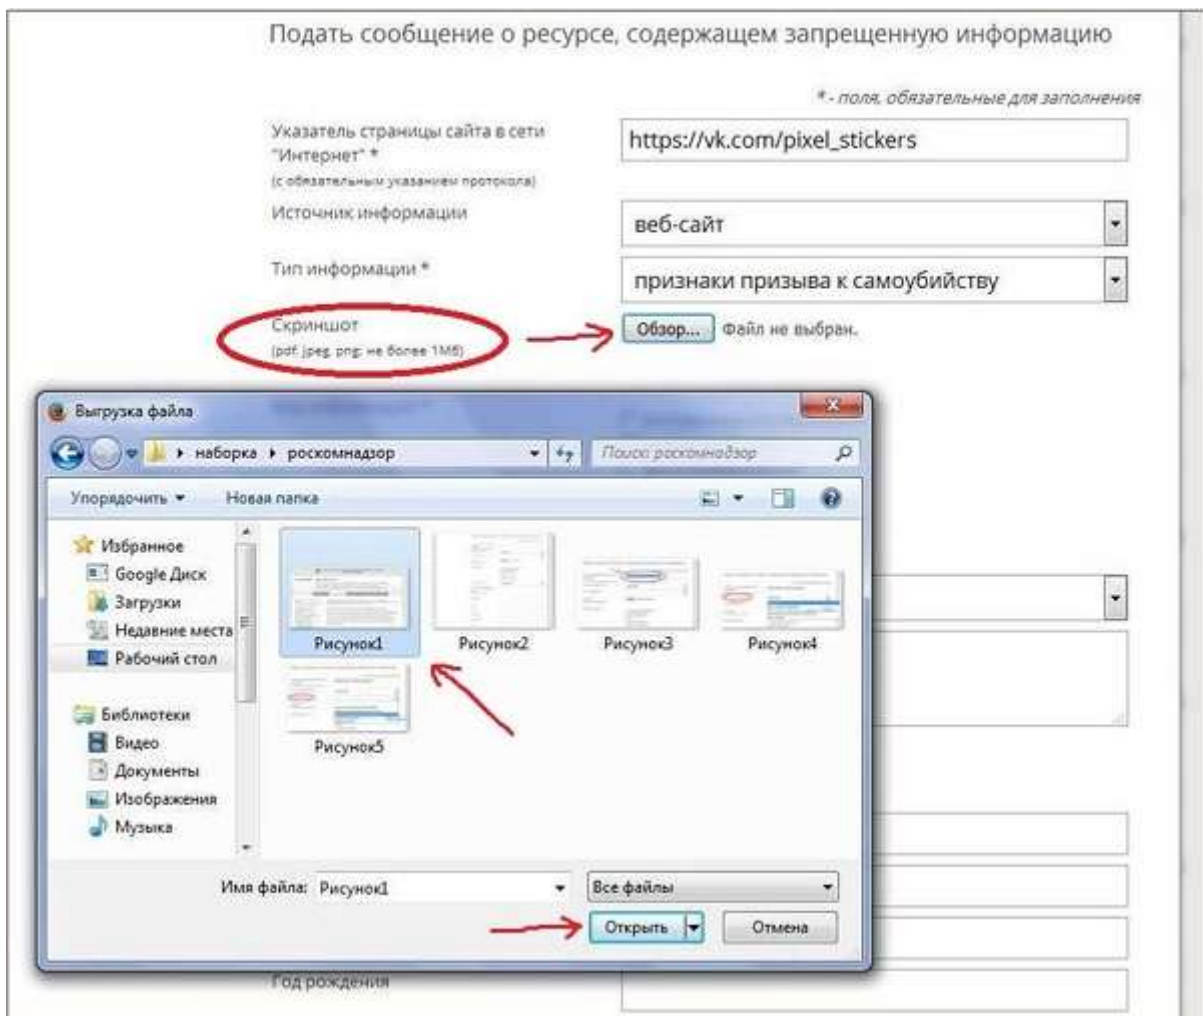 Подать сообщение о ресурсе, содержащем запрещенную информацию
* - поля, обязательные для заполнения
Указатель страницы сайта в сети
"Интернет" *
(с обязательным указанием протокола)
https://vk.com/pixel_stickers
Источник информации
веб-сайт
Тип информации *
признаки призыва к самоубийству
Скриншот
(pdf, jpeg, png; не более 1Мб)
Обзор... Файл не выбран.
Выгрузка файла
наборка роскомнадзор
Поиск: роскомнадзор
Упорядочить Новая папка
Избранное
Google Диск
Загрузки
Недавние места
Рабочий стол
Библиотеки
Видео
Документы
Изображения
Музыка
Рисунок1 Рисунок2 Рисунок3 Рисунок4
Рисунок5
Имя файла: Рисунок1 Все файлы
Открыть Отмена
Год рождения